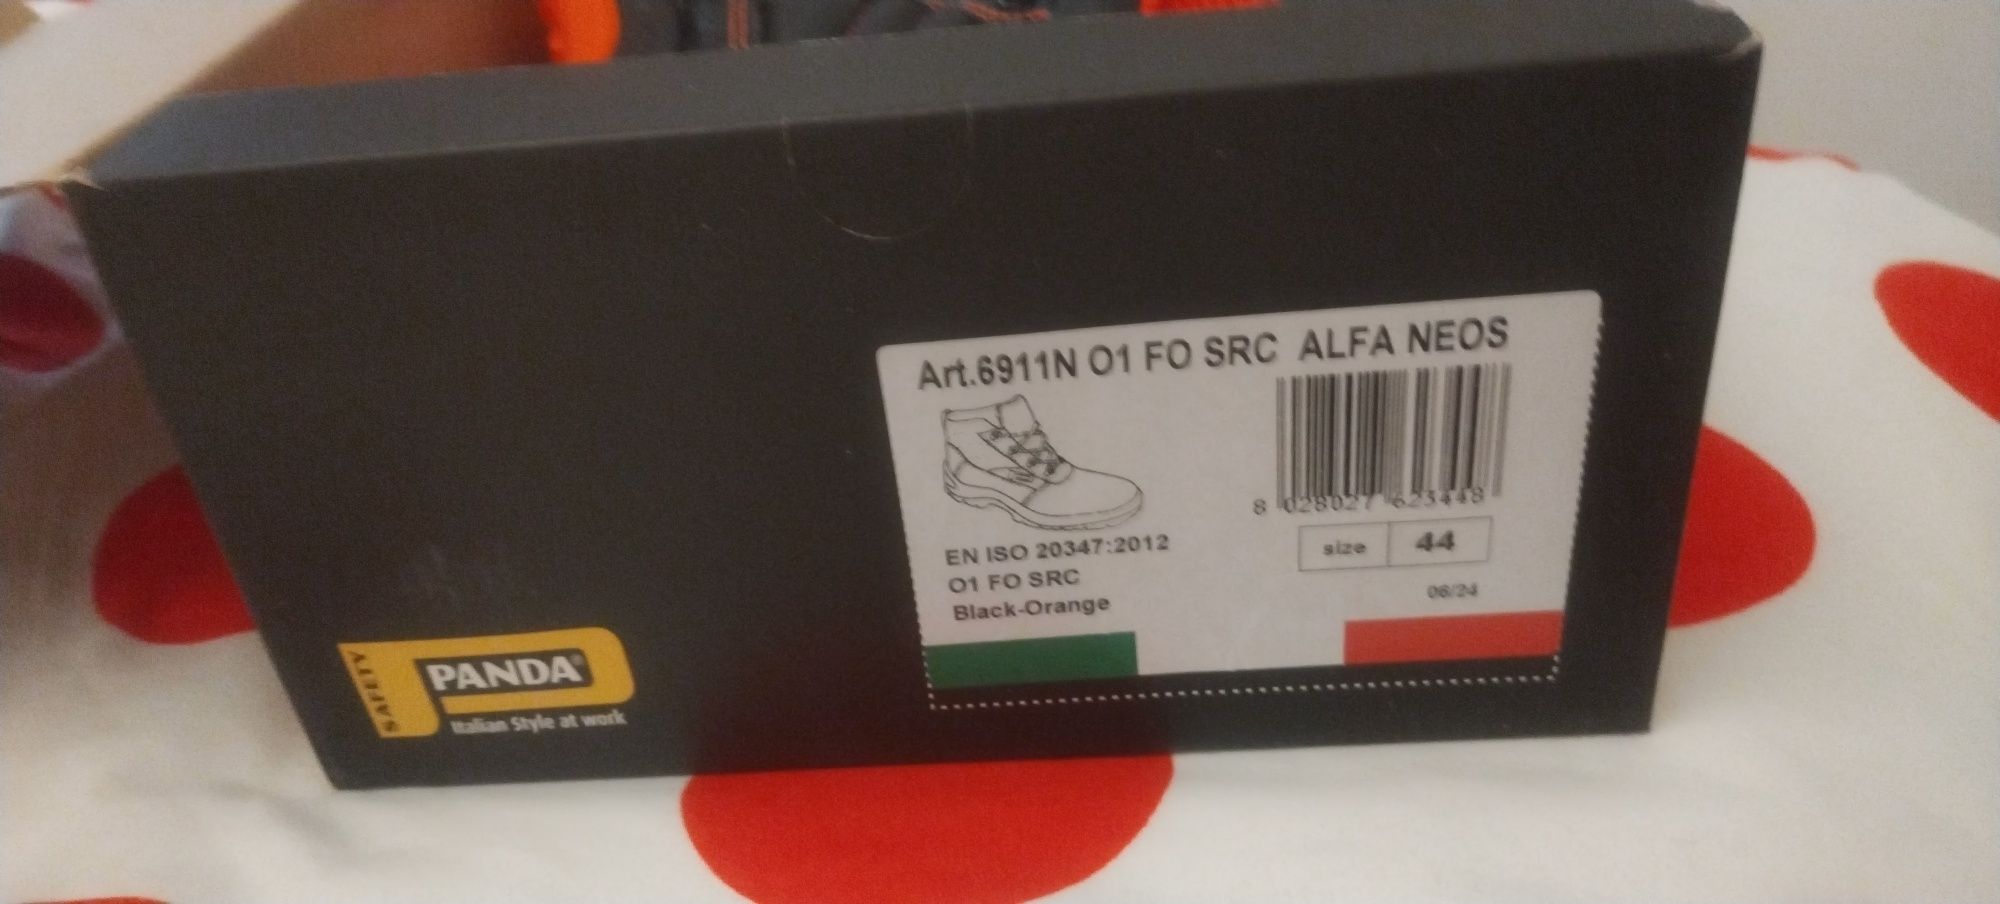 Art.6911N O1 FO SRC ALFA NEOS
8 028027 623448
EN ISO 20347:2012
O1 FO SRC
Black-Orange
size 44
06/24
SAFETY
PANDA®
Italian Style at work